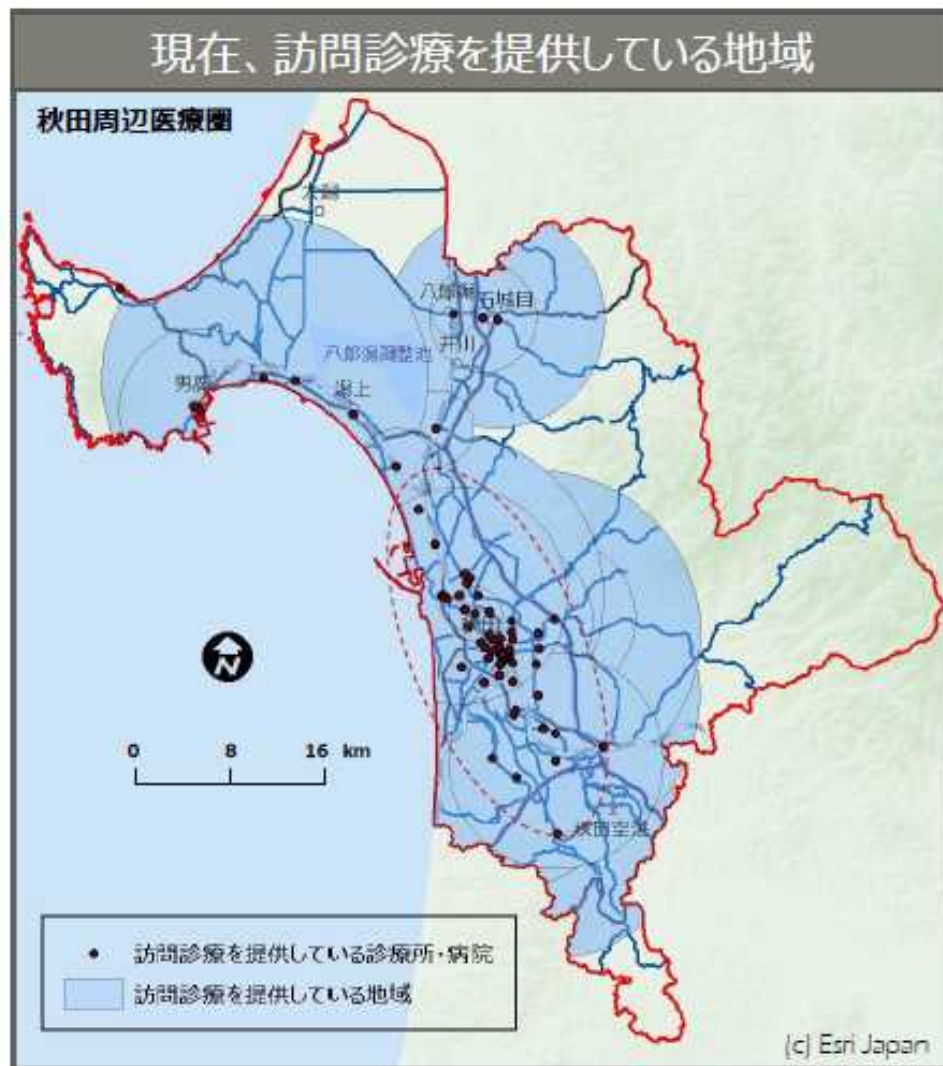 現在、訪問診療を提供している地域
秋田周辺医療圏
大潟
八郎潟
五城目
井川
八郎潟調整池
男鹿
潟上
N
0 8 16 km
秋田空港
訪問診療を提供している診療所・病院
訪問診療を提供している地域
(c) Esri Japan